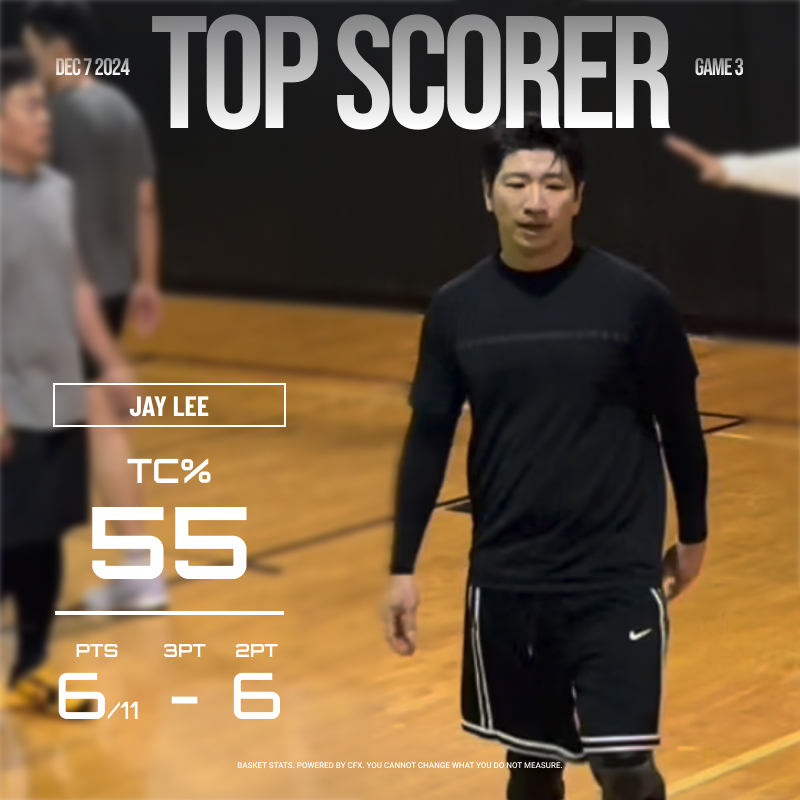 DEC 7 2024
TOP SCORER
GAME 3
JAY LEE
TC%
55
PTS 3PT 2PT
6/11 - 6
BASKET STATS. POWERED BY CFX. YOU CANNOT CHANGE WHAT YOU DO NOT MEASURE.